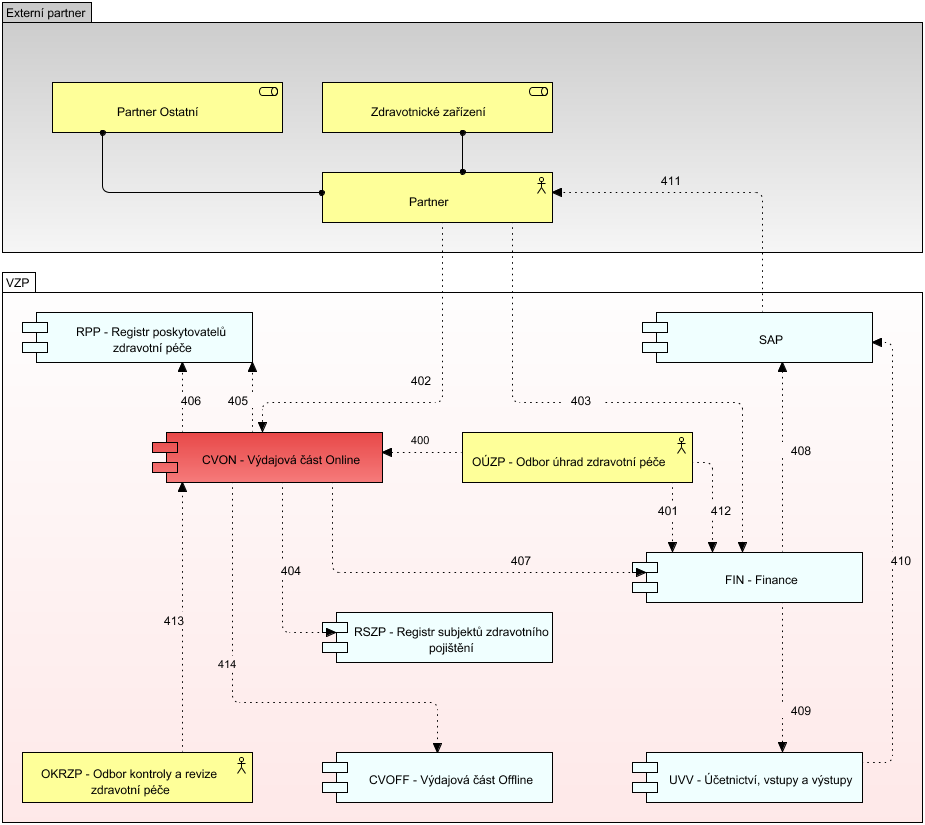 Externí partner
Partner Ostatní
Zdravotnické zařízení
Partner
411
VZP
RPP - Registr poskytovatelů
zdravotní péče
SAP
402
406
405
403
400
CVON - Výdajová část Online
OÚZP - Odbor úhrad zdravotní péče
408
401
412
407
410
404
FIN - Finance
413
RSZP - Registr subjektů zdravotního
pojištění
414
409
OKRZP - Odbor kontroly a revize
zdravotní péče
CVOFF - Výdajová část Offline
UVV - Účetnictví, vstupy a výstupy